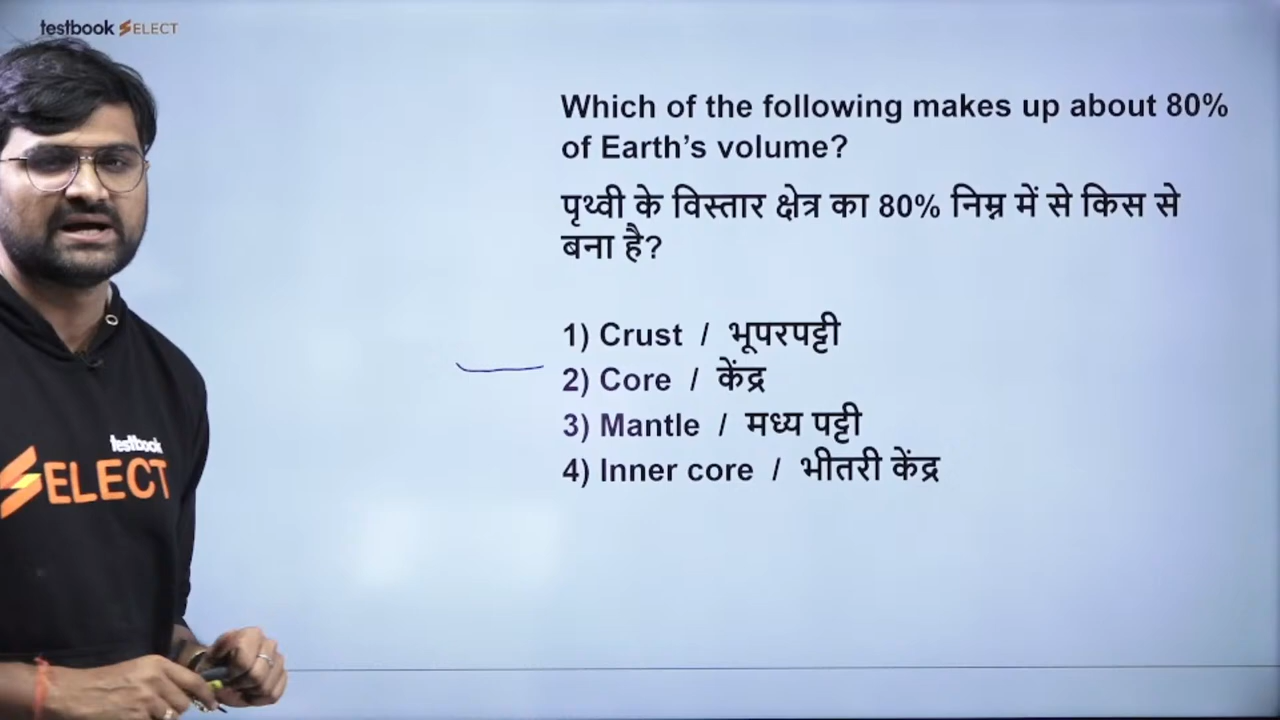 testbook SELECT
Which of the following makes up about 80%
of Earth's volume?
पृथ्वी के विस्तार क्षेत्र का 80% निम्न में से किस से
बना है?
1) Crust / भूपरपट्टी
2) Core / केंद्र
3) Mantle / मध्य पट्टी
4) Inner core / भीतरी केंद्र
testbook
SELECT